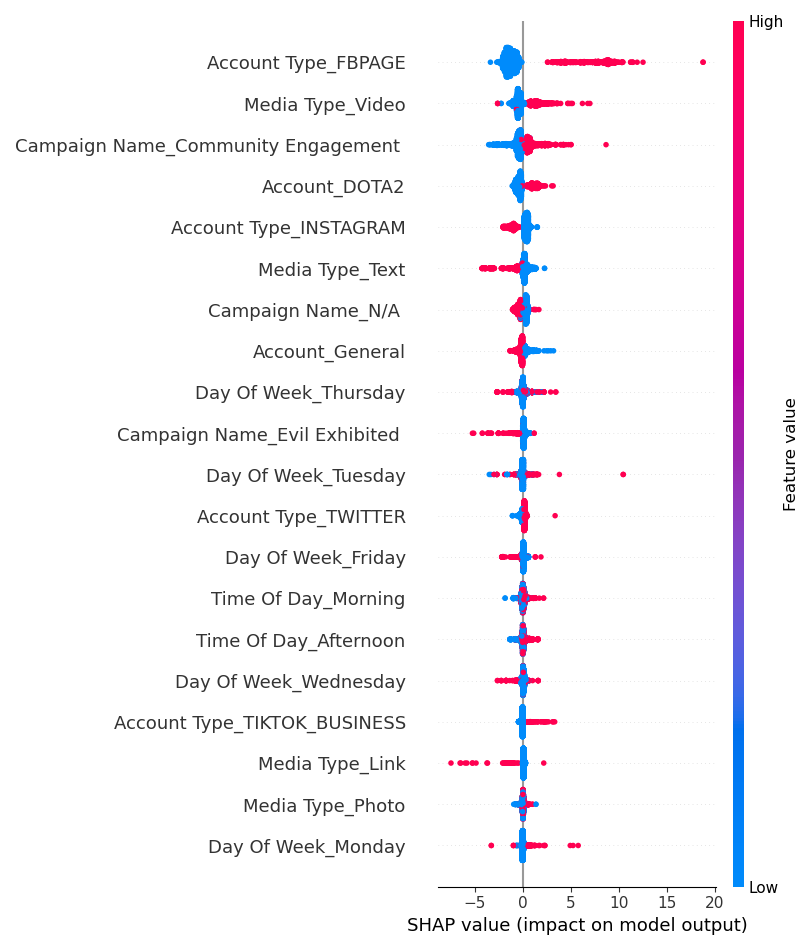 High
Account Type_FBPAGE
Media Type_Video
Campaign Name_Community Engagement
Account_DOTA2
Account Type_INSTAGRAM
Media Type_Text
Campaign Name_N/A
Account_General
Day Of Week_Thursday
Campaign Name_Evil Exhibited
Day Of Week_Tuesday
Account Type_TWITTER
Day Of Week_Friday
Time Of Day_Morning
Time Of Day_Afternoon
Day Of Week_Wednesday
Account Type_TIKTOK_BUSINESS
Media Type_Link
Media Type_Photo
Day Of Week_Monday
Feature value
Low
−5 0 5 10 15 20
SHAP value (impact on model output)